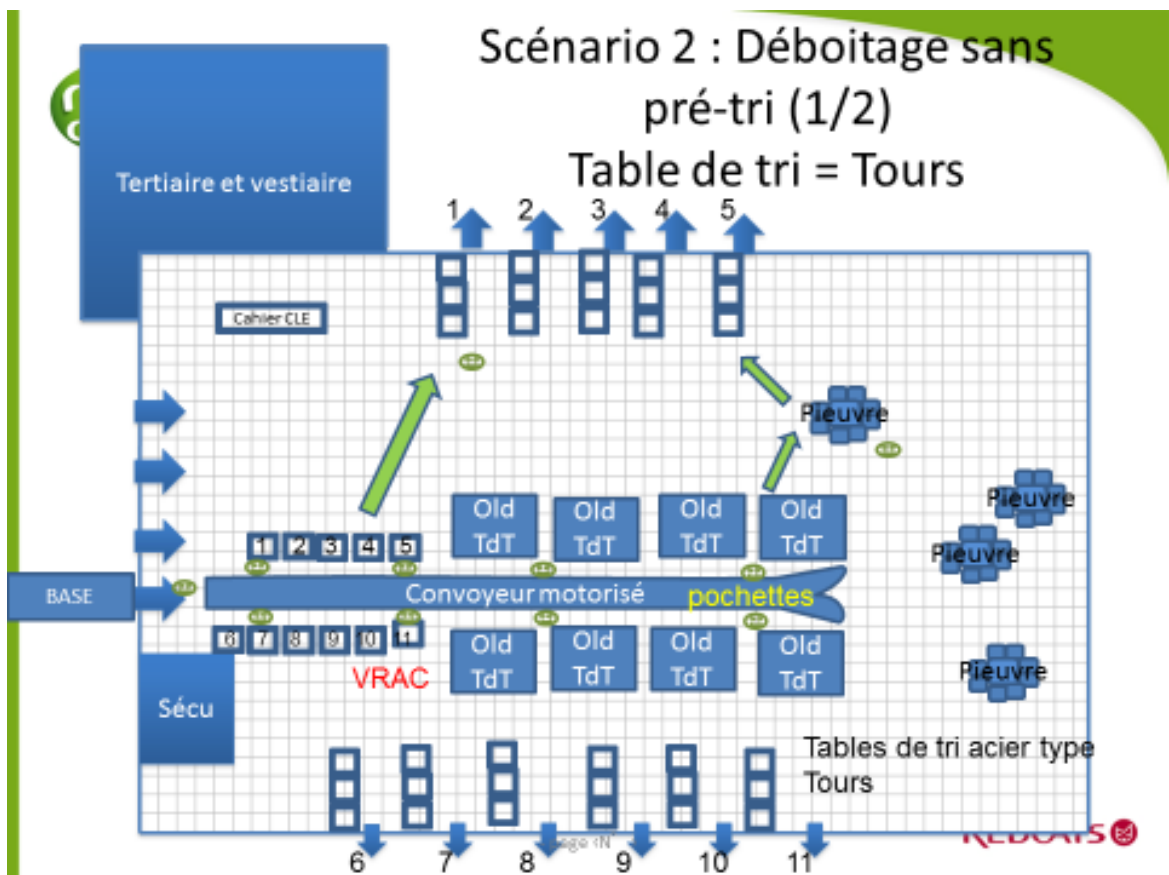 Scénario 2 : Déboitage sans
pré-tri (1/2)
Table de tri = Tours
Tertiaire et vestiaire
1 2 3 4 5
Cahier CLE
Pieuvre
Pieuvre
Old TdT
Old TdT
Old TdT
Old TdT
1 2 3 4 5
Pieuvre
BASE
Convoyeur motorisé
pochettes
6 7 8 9 10 11
Old TdT
Old TdT
Old TdT
Old TdT
VRAC
Pieuvre
Sécu
Tables de tri acier type
Tours
6 7 8 9 10 11